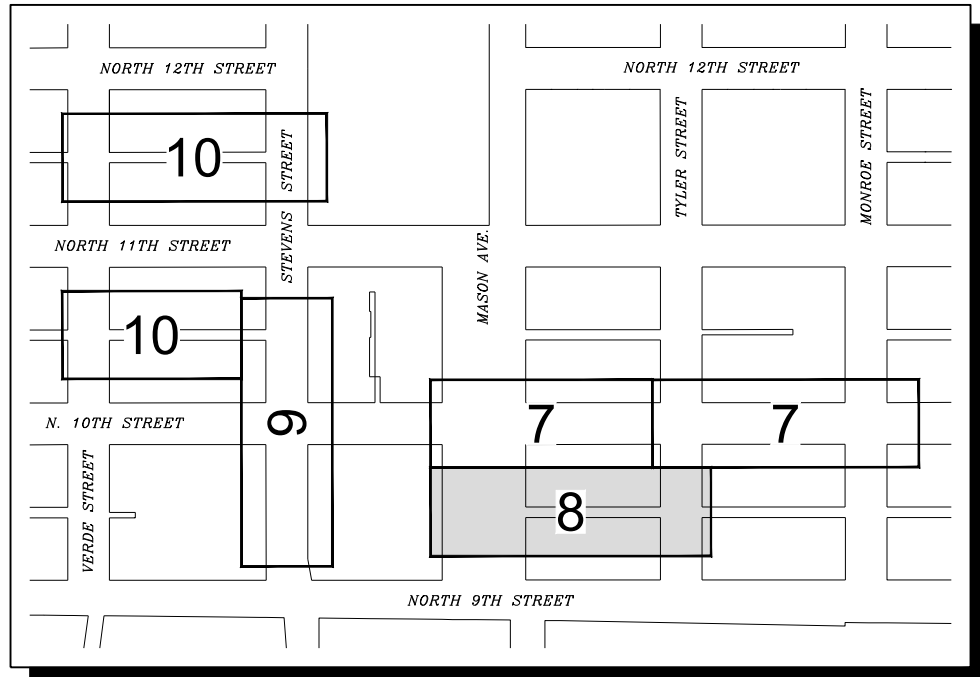 NORTH 12TH STREET
NORTH 12TH STREET
10
STEVENS STREET
TYLER STREET
MONROE STREET
NORTH 11TH STREET
MASON AVE.
10
9
7
7
N. 10TH STREET
VERDE STREET
8
NORTH 9TH STREET